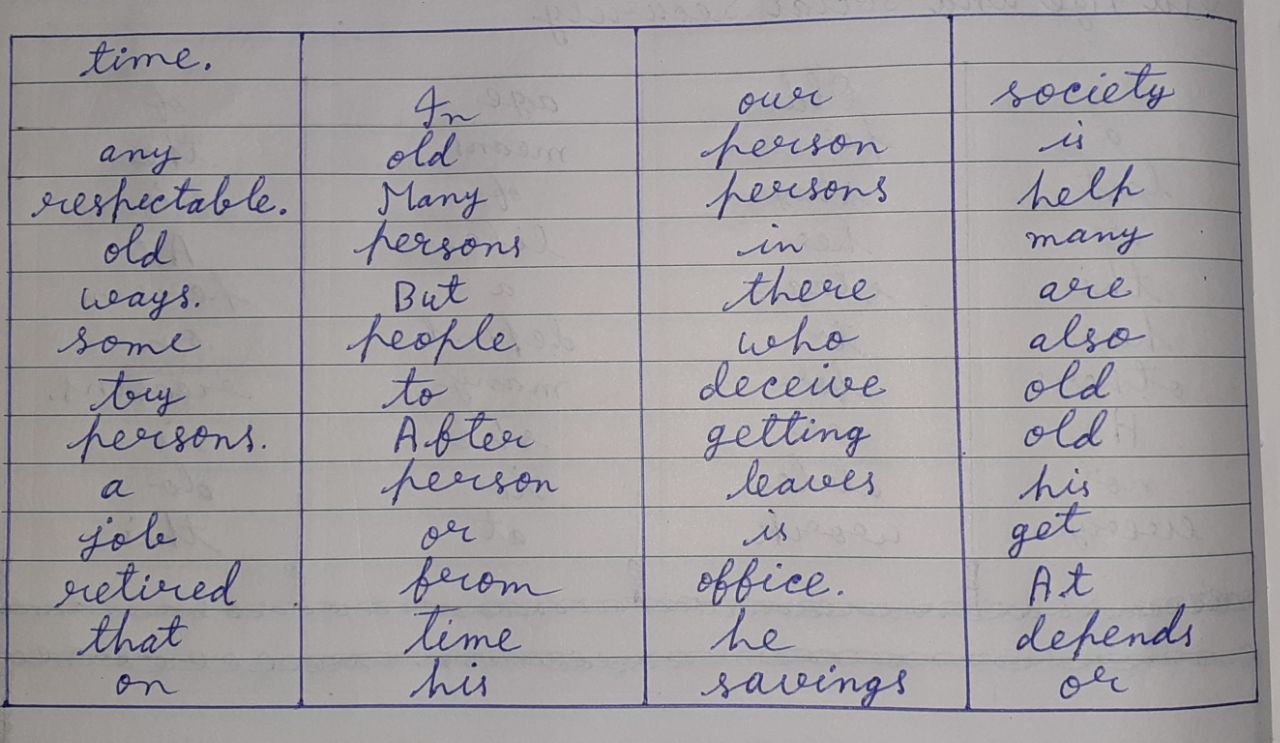 time.
In our society
any old person is
respectable. Many persons help
old persons in many
ways. But there are
some people who also
try to deceive old
persons. After getting old
a person leaves his
job or is get
retired from office. At
that time he depends
on his savings or